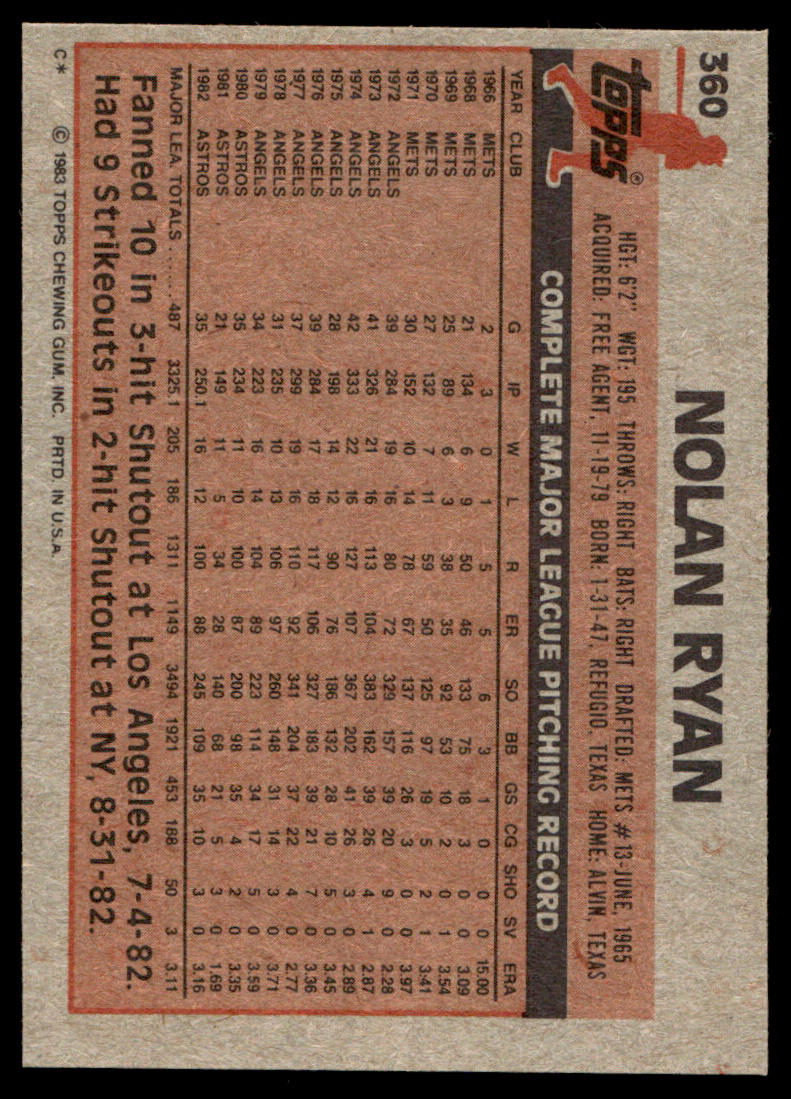 360
NOLAN RYAN
Topps®
HGT: 6'2" WGT: 195 THROWS: RIGHT BATS: RIGHT DRAFTED: METS #13-JUNE, 1965
ACQUIRED: FREE AGENT, 11-19-79 BORN: 1-31-47, REFUGIO, TEXAS HOME: ALVIN, TEXAS
COMPLETE MAJOR LEAGUE PITCHING RECORD
YEAR CLUB G IP W L R ER SO BB GS CG SHO SV ERA
1966 METS 2 3 0 1 5 5 6 3 1 0 0 0 15.00
1968 METS 21 134 6 9 50 46 133 75 18 3 0 0 3.09
1969 METS 25 89 6 3 38 35 92 53 10 2 0 1 3.54
1970 METS 27 132 7 11 59 50 125 97 19 5 2 1 3.41
1971 METS 30 152 10 14 78 67 137 116 26 3 0 0 3.97
1972 ANGELS 39 284 19 16 80 72 329 157 39 20 9 0 2.28
1973 ANGELS 41 326 21 16 113 104 383 162 39 26 4 1 2.87
1974 ANGELS 42 333 22 16 127 107 367 202 41 26 3 0 2.89
1975 ANGELS 28 198 14 12 90 76 186 132 28 10 5 0 3.45
1976 ANGELS 39 284 17 18 117 106 327 183 39 21 7 0 3.36
1977 ANGELS 37 299 19 16 110 92 341 204 37 22 4 0 2.77
1978 ANGELS 31 235 10 13 106 97 260 148 31 14 3 0 3.71
1979 ANGELS 34 223 16 14 104 89 223 114 34 17 5 0 3.59
1980 ASTROS 35 234 11 10 100 87 200 98 35 4 2 0 3.35
1981 ASTROS 21 149 11 5 34 28 140 68 21 5 3 0 1.69
1982 ASTROS 35 250.1 16 12 100 88 245 109 35 10 3 0 3.16
MAJOR LEA. TOTALS ...... 487 3325.1 205 186 1311 1149 3494 1921 453 188 50 3 3.11
Fanned 10 in 3-hit Shutout at Los Angeles, 7-4-82.
Had 9 Strikeouts in 2-hit Shutout at NY, 8-31-82.
C* © 1983 TOPPS CHEWING GUM, INC. PRTD. IN U.S.A.